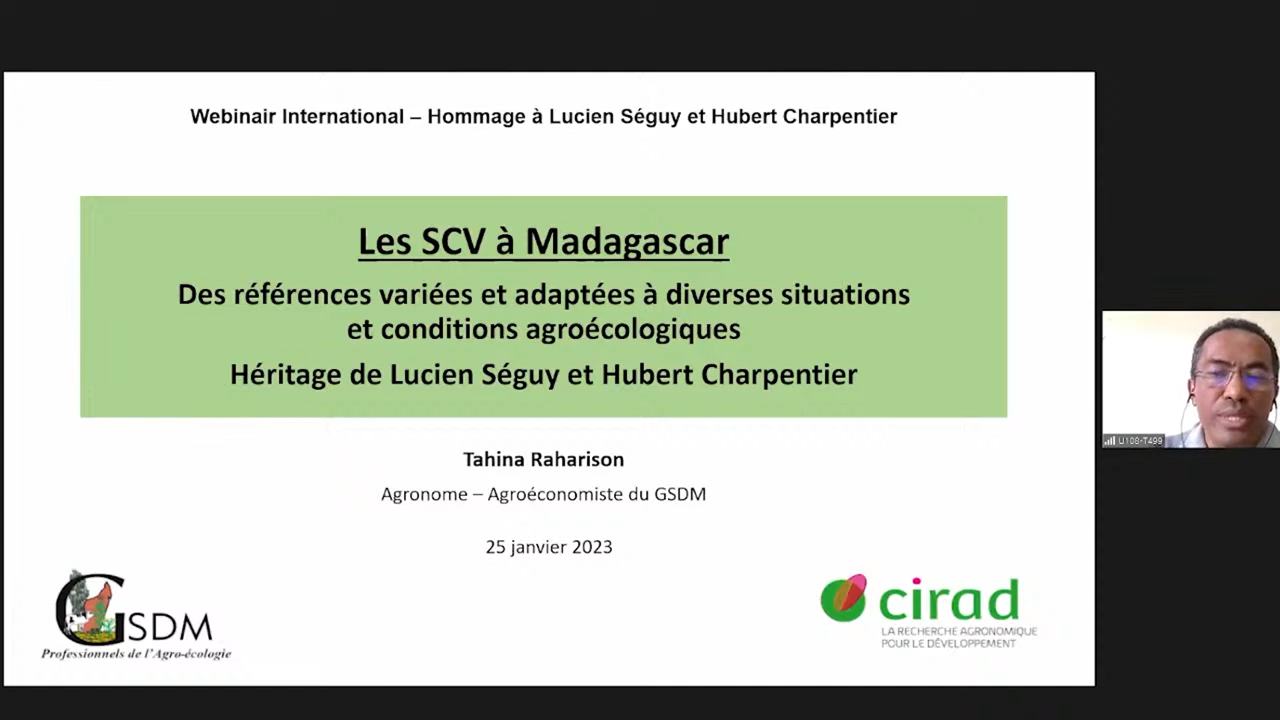 Webinair International – Hommage à Lucien Séguy et Hubert Charpentier
Les SCV à Madagascar
Des références variées et adaptées à diverses situations
et conditions agroécologiques
Héritage de Lucien Séguy et Hubert Charpentier
Tahina Raharison
Agronome – Agroéconomiste du GSDM
25 janvier 2023
GSDM
Professionnels de l'Agro-écologie
cirad
LA RECHERCHE AGRONOMIQUE
POUR LE DÉVELOPPEMENT
U108-T499